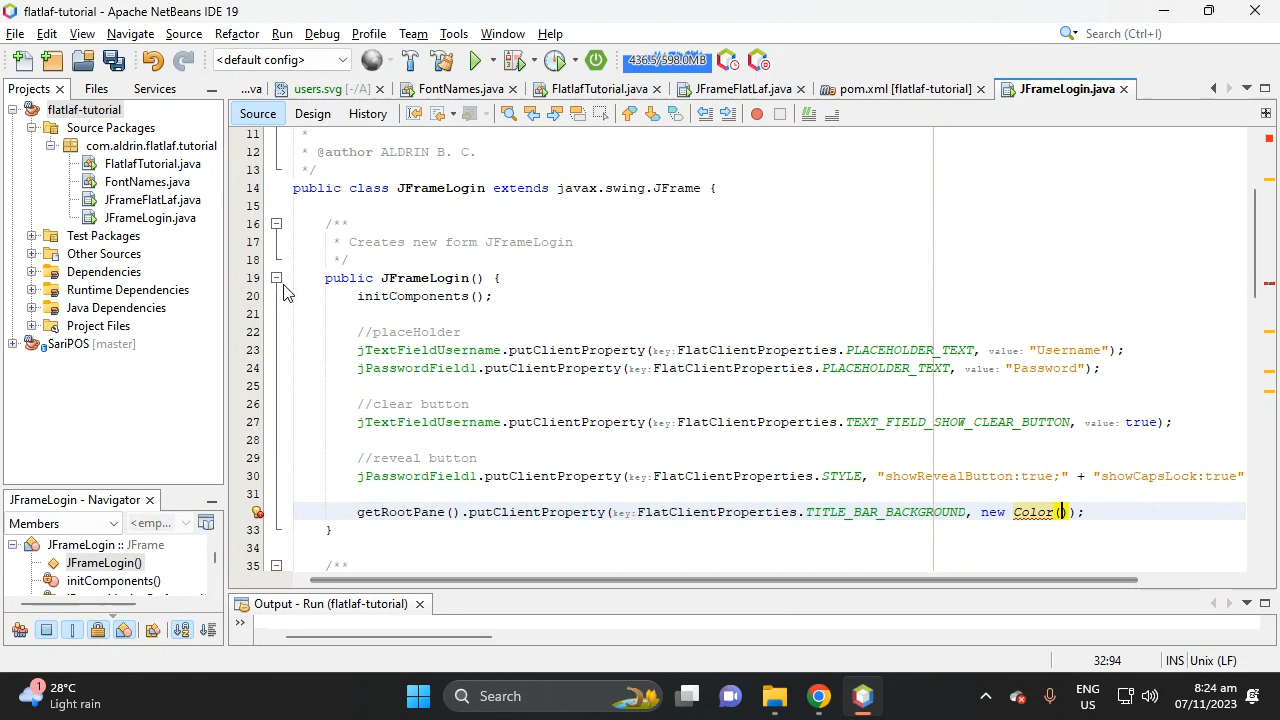 flatlaf-tutorial - Apache NetBeans IDE 19
File Edit View Navigate Source Refactor Run Debug Profile Team Tools Window Help
Search (Ctrl+I)
<default config>
436.5/598.0MB
Projects Files Services
...va users.svg [-/A] FontNames.java FlatlafTutorial.java JFrameFlatLaf.java pom.xml [flatlaf-tutorial] JFrameLogin.java
flatlaf-tutorial
Source Packages
com.aldrin.flatlaf.tutorial
FlatlafTutorial.java
FontNames.java
JFrameFlatLaf.java
JFrameLogin.java
Test Packages
Other Sources
Dependencies
Runtime Dependencies
Java Dependencies
Project Files
SariPOS [master]
JFrameLogin - Navigator
Members <emp...
JFrameLogin :: JFrame
JFrameLogin()
initComponents()
Source Design History
11 *
12 * @author ALDRIN B. C.
13 */
14 public class JFrameLogin extends javax.swing.JFrame {
15
16 /**
17 * Creates new form JFrameLogin
18 */
19 public JFrameLogin() {
20 initComponents();
21
22 //placeHolder
23 jTextFieldUsername.putClientProperty(key:FlatClientProperties.PLACEHOLDER_TEXT, value:"Username");
24 jPasswordField1.putClientProperty(key:FlatClientProperties.PLACEHOLDER_TEXT, value:"Password");
25
26 //clear button
27 jTextFieldUsername.putClientProperty(key:FlatClientProperties.TEXT_FIELD_SHOW_CLEAR_BUTTON, value:true);
28
29 //reveal button
30 jPasswordField1.putClientProperty(key:FlatClientProperties.STYLE, "showRevealButton:true;" + "showCapsLock:true"
31
getRootPane().putClientProperty(key:FlatClientProperties.TITLE_BAR_BACKGROUND, new Color());
33 }
34
35 /**
Output - Run (flatlaf-tutorial)
32:94 INS Unix (LF)
1
28°C
Light rain
Search
ENG
US
8:24 am
07/11/2023